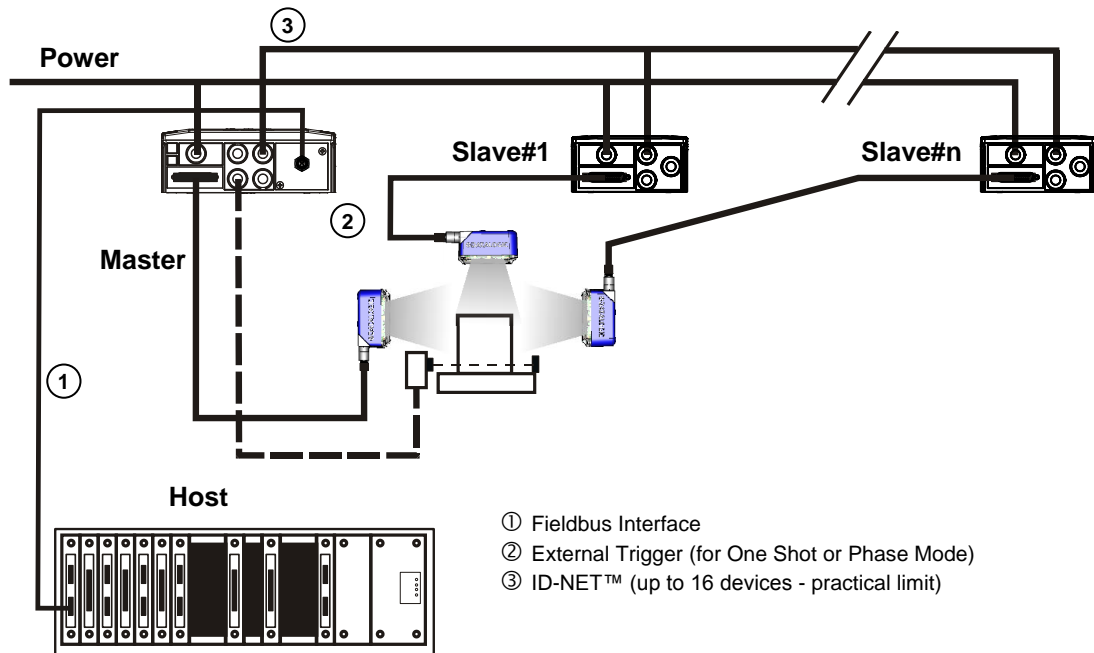 ③
Power
Slave#1
Slave#n
②
Master
①
Host
① Fieldbus Interface
② External Trigger (for One Shot or Phase Mode)
③ ID-NET™ (up to 16 devices - practical limit)